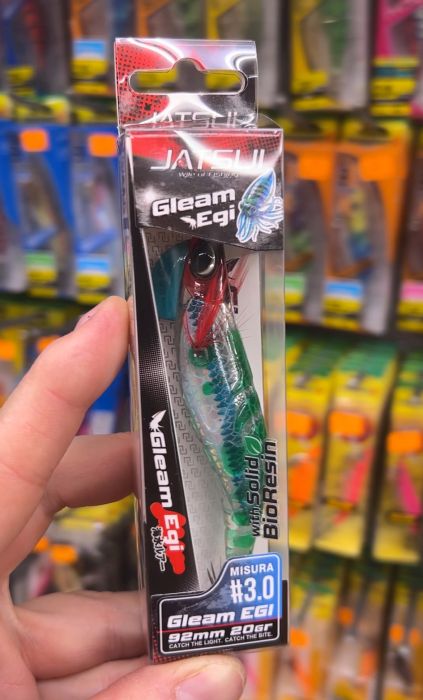 JATSUI
Gleam
Egi
Gleam Egi
with Solid
BioResin
MISURA
#3.0
Gleam EGI
92mm 20gr
CATCH THE LIGHT. CATCH THE BITE.